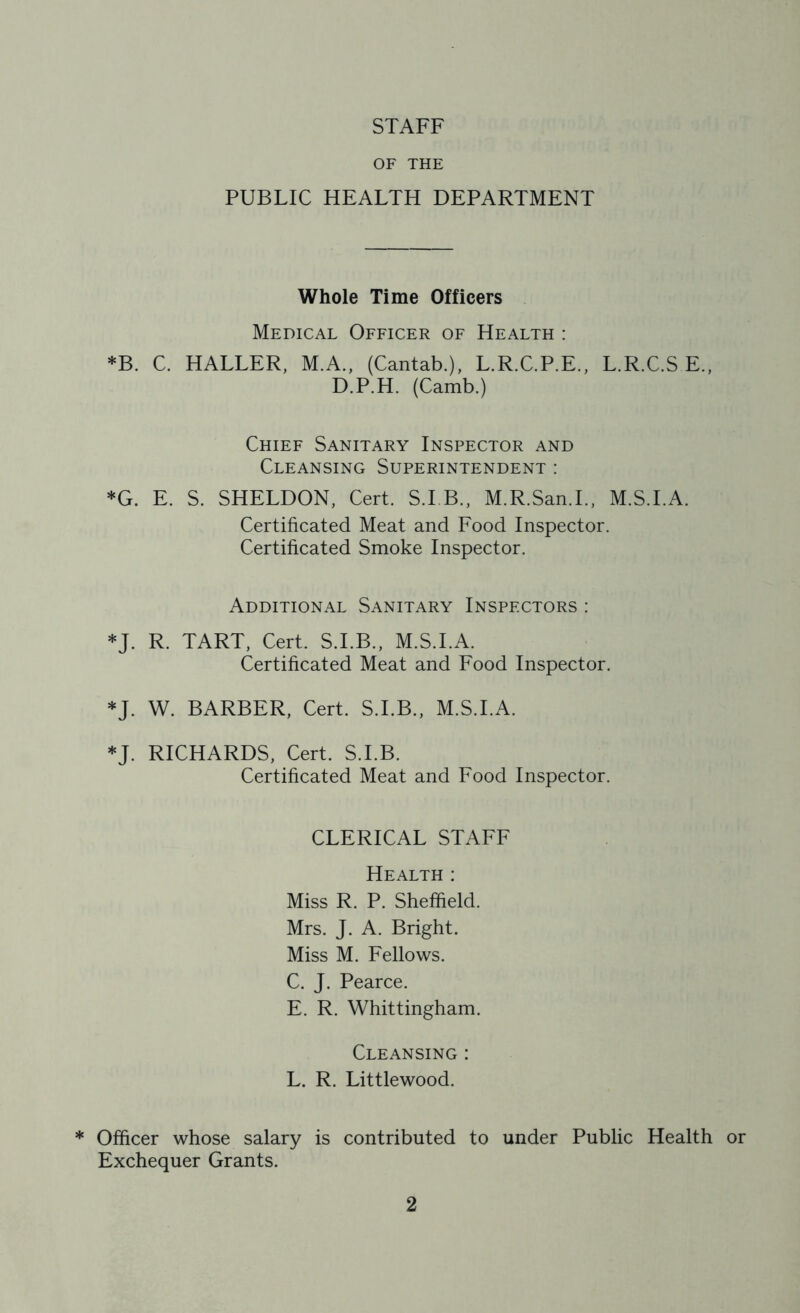 STAFF
OF THE
PUBLIC HEALTH DEPARTMENT
Whole Time Officers
Medical Officer of Health :
*B. C. HALLER, M.A., (Cantab.), L.R.C.P.E., L.R.C.S E.,
D.P.H. (Camb.)
Chief Sanitary Inspector and
Cleansing Superintendent :
*G. E. S. SHELDON, Cert. S.I B., M.R.San.I., M.S.I.A.
Certificated Meat and Food Inspector.
Certificated Smoke Inspector.
Additional Sanitary Inspectors :
*J. R. TART, Cert. S.I.B., M.S.I.A.
Certificated Meat and Food Inspector.
*J. W. BARBER, Cert. S.I.B., M.S.I.A.
*J. RICHARDS, Cert. S.I.B.
Certificated Meat and Food Inspector.
CLERICAL STAFF
Health :
Miss R. P. Sheffield.
Mrs. J. A. Bright.
Miss M. Fellows.
C. J. Pearce.
E. R. Whittingham.
Cleansing :
L. R. Littlewood.
* Officer whose salary is contributed to under Public Health or
Exchequer Grants.
2